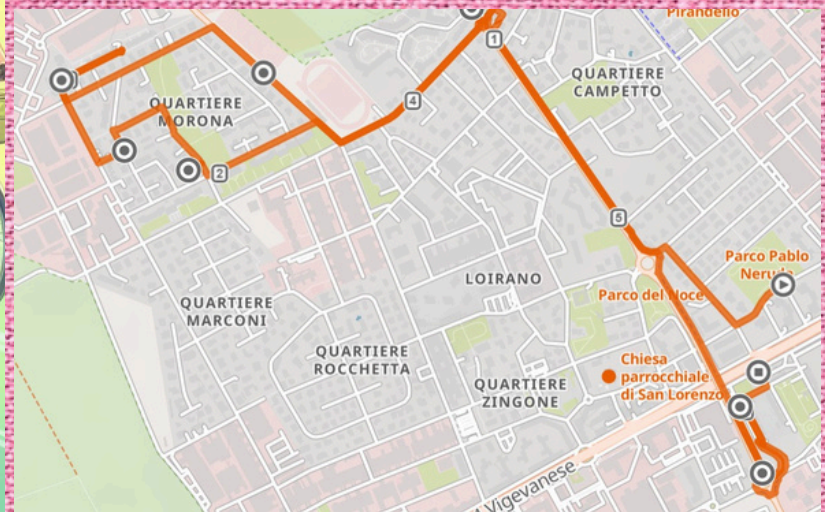 Pirandello
1
QUARTIERE
CAMPETTO
4
QUARTIERE
MORONA
2
5
Parco Pablo
Neruda
LOIRANO
Parco del Noce
QUARTIERE
MARCONI
QUARTIERE
ROCCHETTA
Chiesa
parrocchiale
di San Lorenzo
QUARTIERE
ZINGONE
Vigevanese